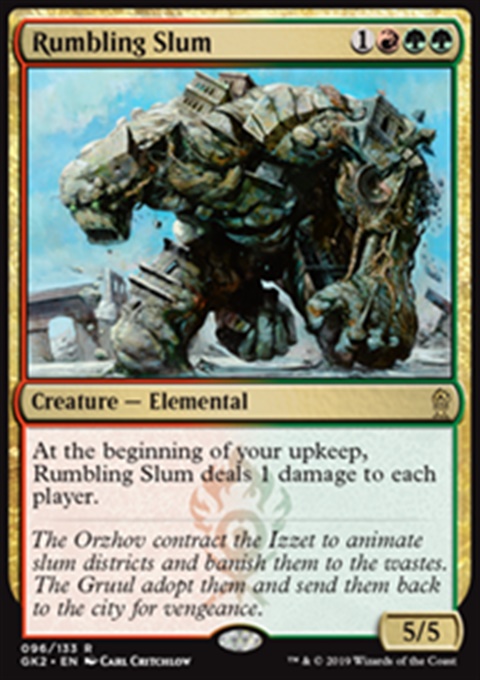 Rumbling Slum 1
Creature — Elemental
At the beginning of your upkeep,
Rumbling Slum deals 1 damage to each
player.
The Orzhov contract the Izzet to animate
slum districts and banish them to the wastes.
The Gruul adopt them and send them back
to the city for vengeance.
5/5
096/133 R
GK2 • EN Carl Critchlow
™ & © 2019 Wizards of the Coast